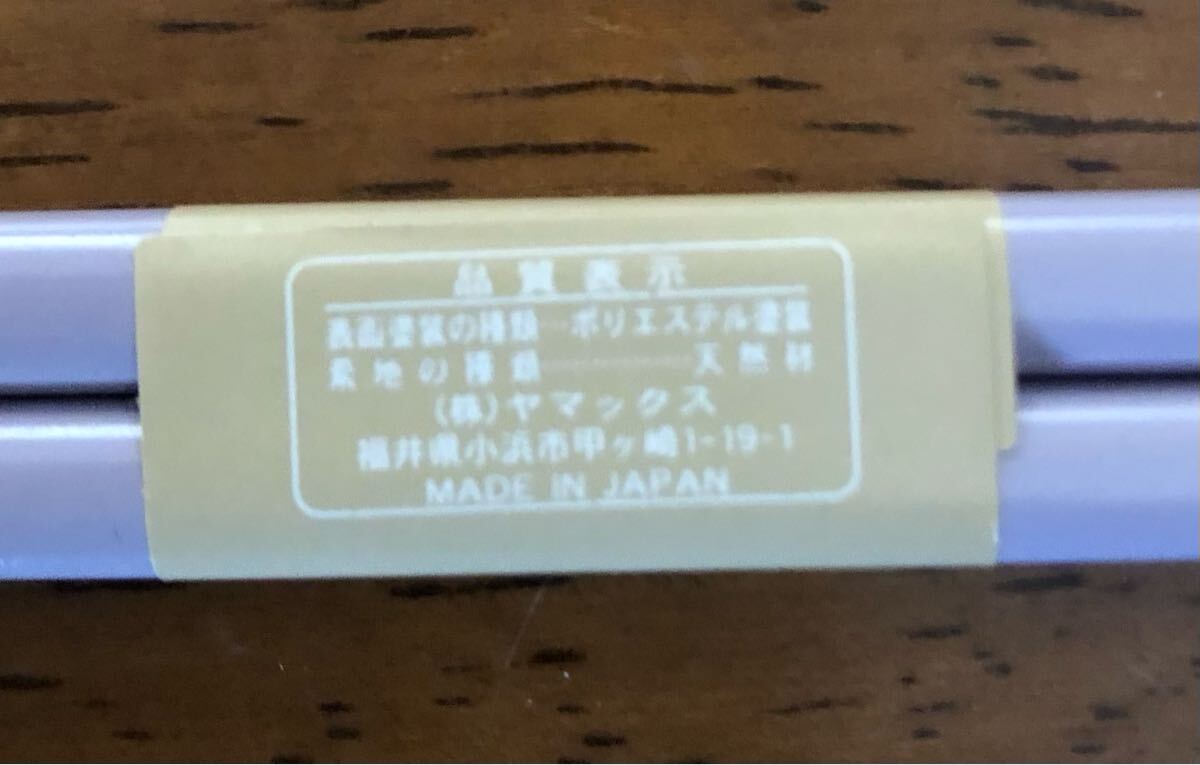 品質表示
表面塗装の種類…ポリエステル塗装
素地の種類…………天然材
(株)ヤマックス
福井県小浜市甲ヶ崎1-19-1
MADE IN JAPAN